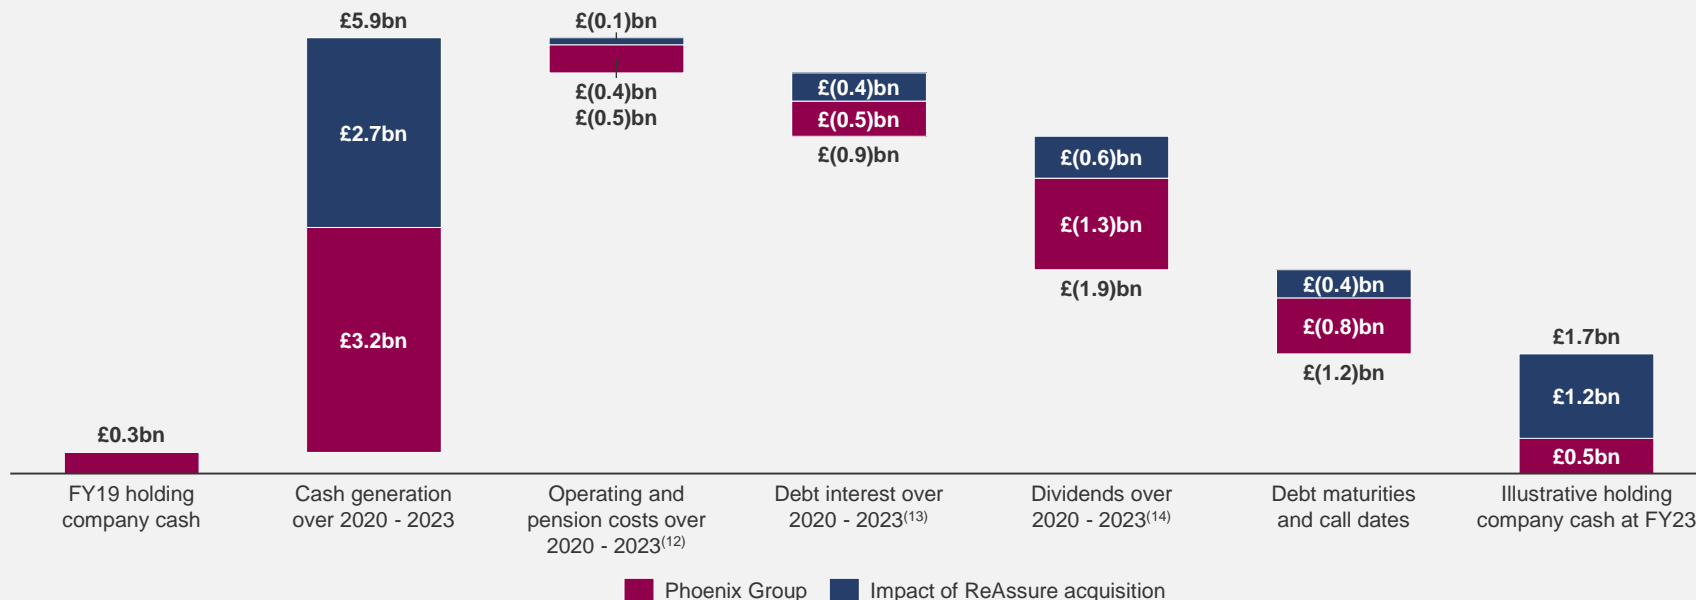 £5.9bn
£2.7bn
£3.2bn
£0.3bn
£(0.1)bn
£(0.4)bn
£(0.5)bn
£(0.4)bn
£(0.5)bn
£(0.9)bn
£(0.6)bn
£(1.3)bn
£(1.9)bn
£(0.4)bn
£(0.8)bn
£(1.2)bn
£1.7bn
£1.2bn
£0.5bn
FY19 holding
company cash
Cash generation
over 2020 - 2023
Operating and
pension costs over
2020 - 2023(12)
Debt interest over
2020 - 2023(13)
Dividends over
2020 - 2023(14)
Debt maturities
and call dates
Illustrative holding
company cash at FY23
Phoenix Group
Impact of ReAssure acquisition